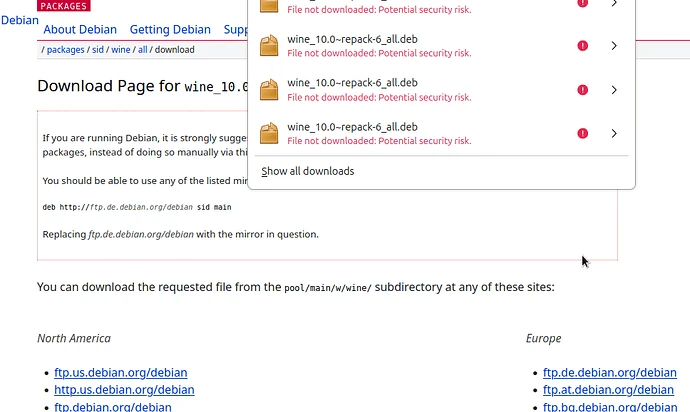 PACKAGES
Debian
About Debian Getting Debian Supp
/ packages / sid / wine / all / download
Download Page for wine_10.0
If you are running Debian, it is strongly sugges
packages, instead of doing so manually via thi
You should be able to use any of the listed mir
deb http://ftp.de.debian.org/debian sid main
Replacing ftp.de.debian.org/debian with the mirror in question.
File not downloaded: Potential security risk.
wine_10.0~repack-6_all.deb
File not downloaded: Potential security risk.
wine_10.0~repack-6_all.deb
File not downloaded: Potential security risk.
wine_10.0~repack-6_all.deb
File not downloaded: Potential security risk.
Show all downloads
You can download the requested file from the pool/main/w/wine/ subdirectory at any of these sites:
North America
ftp.us.debian.org/debian
http.us.debian.org/debian
ftp.debian.org/debian
Europe
ftp.de.debian.org/debian
ftp.at.debian.org/debian
ftp.bg.debian.org/debian